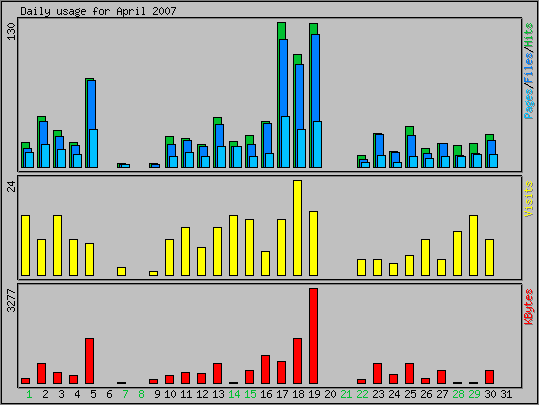 Daily usage for April 2007
130
Pages/Files/Hits
24
Visits
3277
KBytes
1 2 3 4 5 6 7 8 9 10 11 12 13 14 15 16 17 18 19 20 21 22 23 24 25 26 27 28 29 30 31